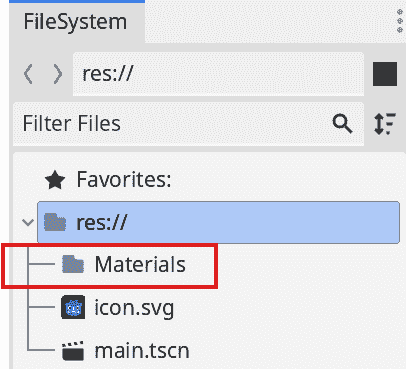 FileSystem
res://
Filter Files
Favorites:
res://
Materials
icon.svg
main.tscn